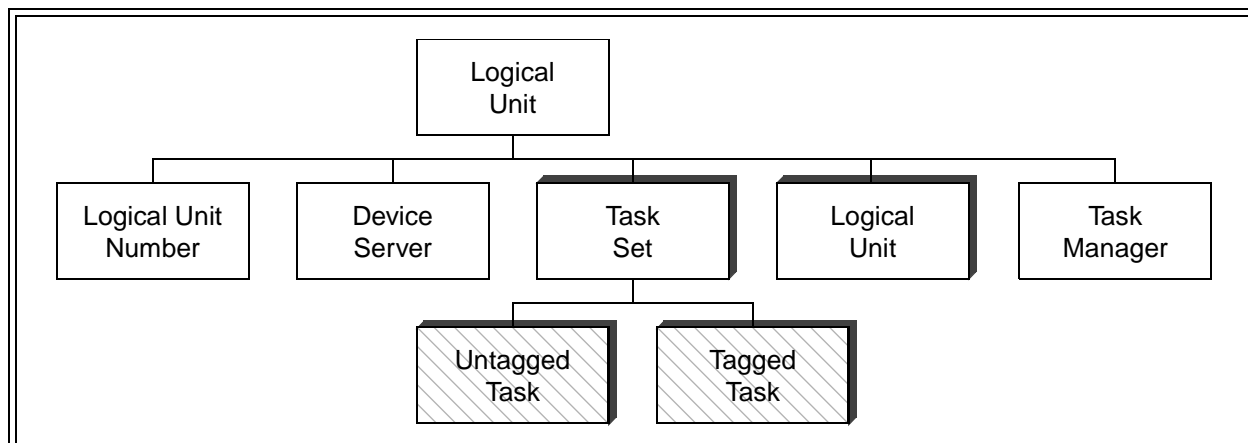 Logical
Unit
Logical Unit
Number
Device
Server
Task
Set
Logical
Unit
Task
Manager
Untagged
Task
Tagged
Task